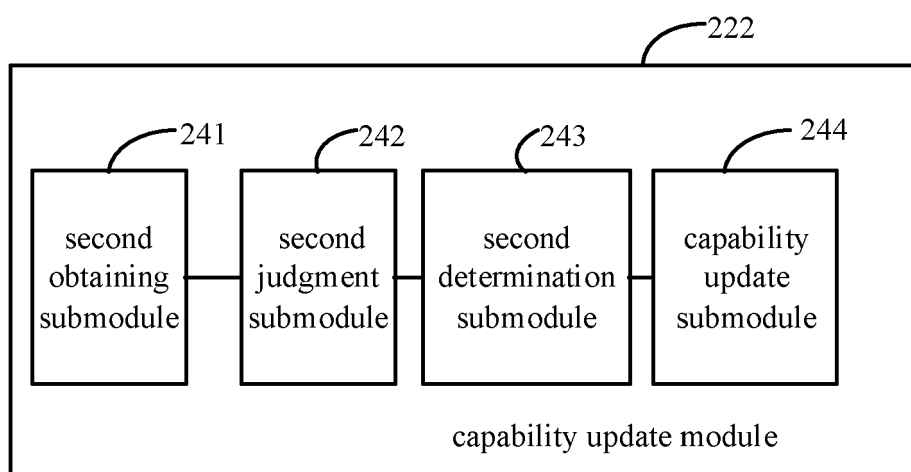 222
241
242
243
244
second
obtaining
submodule
second
judgment
submodule
second
determination
submodule
capability
update
submodule
capability update module